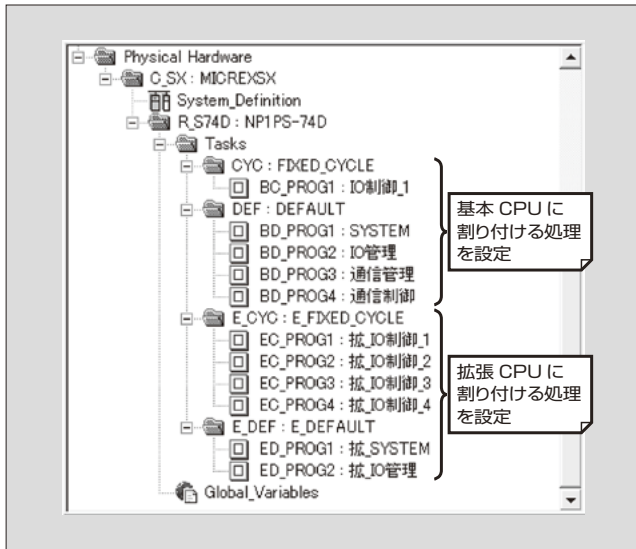 Physical Hardware
C_SX : MICREXSX
System_Definition
R_S74D : NP1PS-74D
Tasks
CYC : FIXED_CYCLE
BC_PROG1 : IO制御_1
DEF : DEFAULT
BD_PROG1 : SYSTEM
BD_PROG2 : IO管理
BD_PROG3 : 通信管理
BD_PROG4 : 通信制御
E_CYC : E_FIXED_CYCLE
EC_PROG1 : 拡_IO制御_1
EC_PROG2 : 拡_IO制御_2
EC_PROG3 : 拡_IO制御_3
EC_PROG4 : 拡_IO制御_4
E_DEF : E_DEFAULT
ED_PROG1 : 拡_SYSTEM
ED_PROG2 : 拡_IO管理
Global_Variables
基本 CPU に
割り付ける処理
を設定
拡張 CPU に
割り付ける処理
を設定